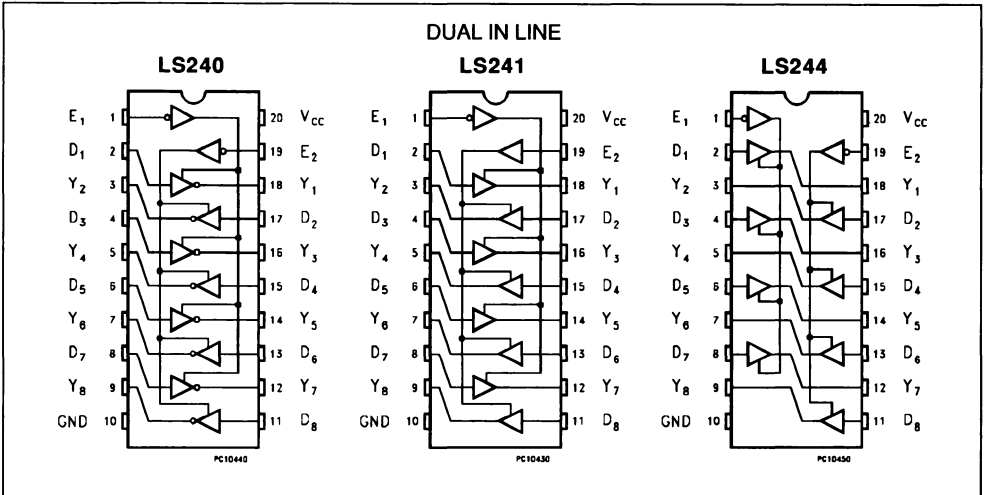 DUAL IN LINE
LS240
E1 1 20 VCC
D1 2 19 E2
Y2 3 18 Y1
D3 4 17 D2
Y4 5 16 Y3
D5 6 15 D4
Y6 7 14 Y5
D7 8 13 D6
Y8 9 12 Y7
GND 10 11 D8
PC10440
LS241
E1 1 20 VCC
D1 2 19 E2
Y2 3 18 Y1
D3 4 17 D2
Y4 5 16 Y3
D5 6 15 D4
Y6 7 14 Y5
D7 8 13 D6
Y8 9 12 Y7
GND 10 11 D8
PC10430
LS244
E1 1 20 VCC
D1 2 19 E2
Y2 3 18 Y1
D3 4 17 D2
Y4 5 16 Y3
D5 6 15 D4
Y6 7 14 Y5
D7 8 13 D6
Y8 9 12 Y7
GND 10 11 D8
PC10450